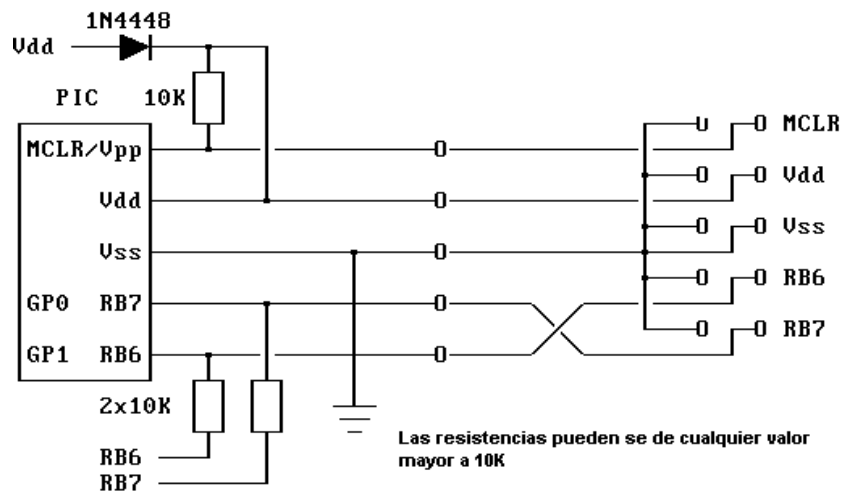 1N4448
Vdd
PIC 10K
MCLR/Vpp
Vdd
Vss
GP0 RB7
GP1 RB6
2x10K
RB6
RB7
O
O
O
O
O
U O MCLR
O O Vdd
O O Vss
O O RB6
O O RB7
Las resistencias pueden se de cualquier valor
mayor a 10K